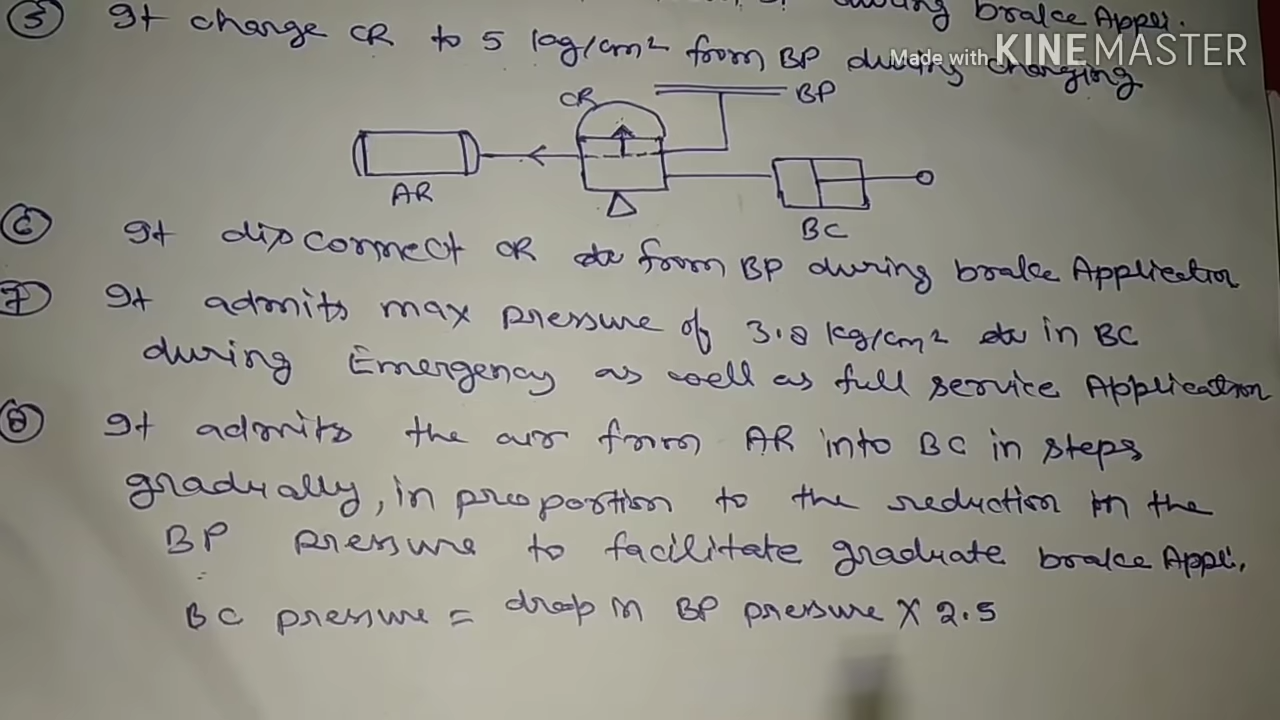 during brake Appli.
5 It change CR to 5 kg/cm2 from BP during charging
Made with KINEMASTER
CR
BP
AR
BC
6 It disconnect CR from BP during brake Application
7 It admits max pressure of 3.8 kg/cm2 in BC
during Emergency as well as full service Application
8 It admits the air from AR into BC in steps
gradually, in proportion to the reduction in the
BP pressure to facilitate graduate brake Appli.
BC pressure = drop in BP pressure X 2.5